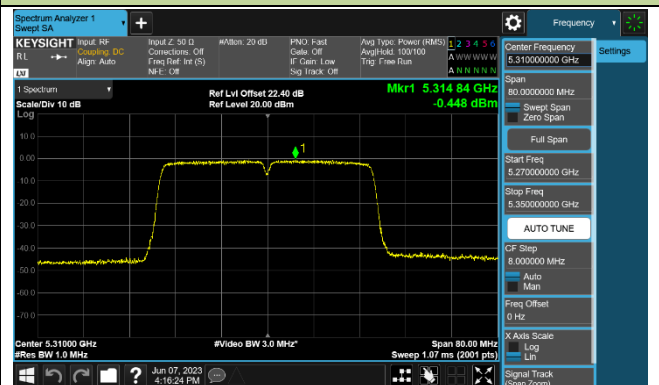 Spectrum Analyzer 1
Swept SA
Frequency
KEYSIGHT
Input: RF
Coupling: DC
Align: Auto
Input Z: 50 Ω
Corrections: Off
Freq Ref: Int (S)
NFE: Off
#Atten: 20 dB
PNO: Fast
Gate: Off
IF Gain: Low
Sig Track: Off
Avg Type: Power (RMS)
Avg|Hold: 100/100
Trig: Free Run
1 2 3 4 5 6
A W W W W W
A N N N N N
RL
LXI
1 Spectrum
Scale/Div 10 dB
Log
Ref Lvl Offset 22.40 dB
Ref Level 20.00 dBm
Mkr1 5.314 84 GHz
-0.448 dBm
1
10.0
0.00
-10.0
-20.0
-30.0
-40.0
-50.0
-60.0
-70.0
Center 5.31000 GHz
#Res BW 1.0 MHz
#Video BW 3.0 MHz*
Span 80.00 MHz
Sweep 1.07 ms (2001 pts)
Jun 07, 2023
4:16:24 PM
Center Frequency
5.310000000 GHz
Settings
Span
80.0000000 MHz
Swept Span
Zero Span
Full Span
Start Freq
5.270000000 GHz
Stop Freq
5.350000000 GHz
AUTO TUNE
CF Step
8.000000 MHz
Auto
Man
Freq Offset
0 Hz
X Axis Scale
Log
Lin
Signal Track
(Span Zoom)